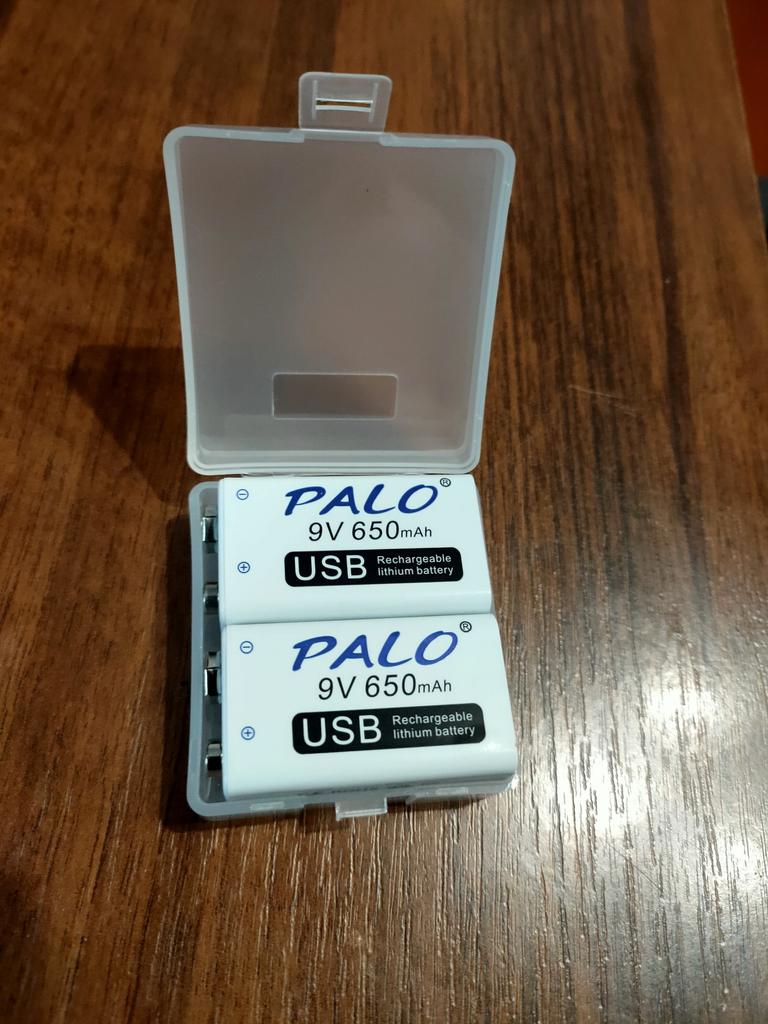 PALO®
9V 650mAh
USB Rechargeable
lithium battery
PALO®
9V 650mAh
USB Rechargeable
lithium battery